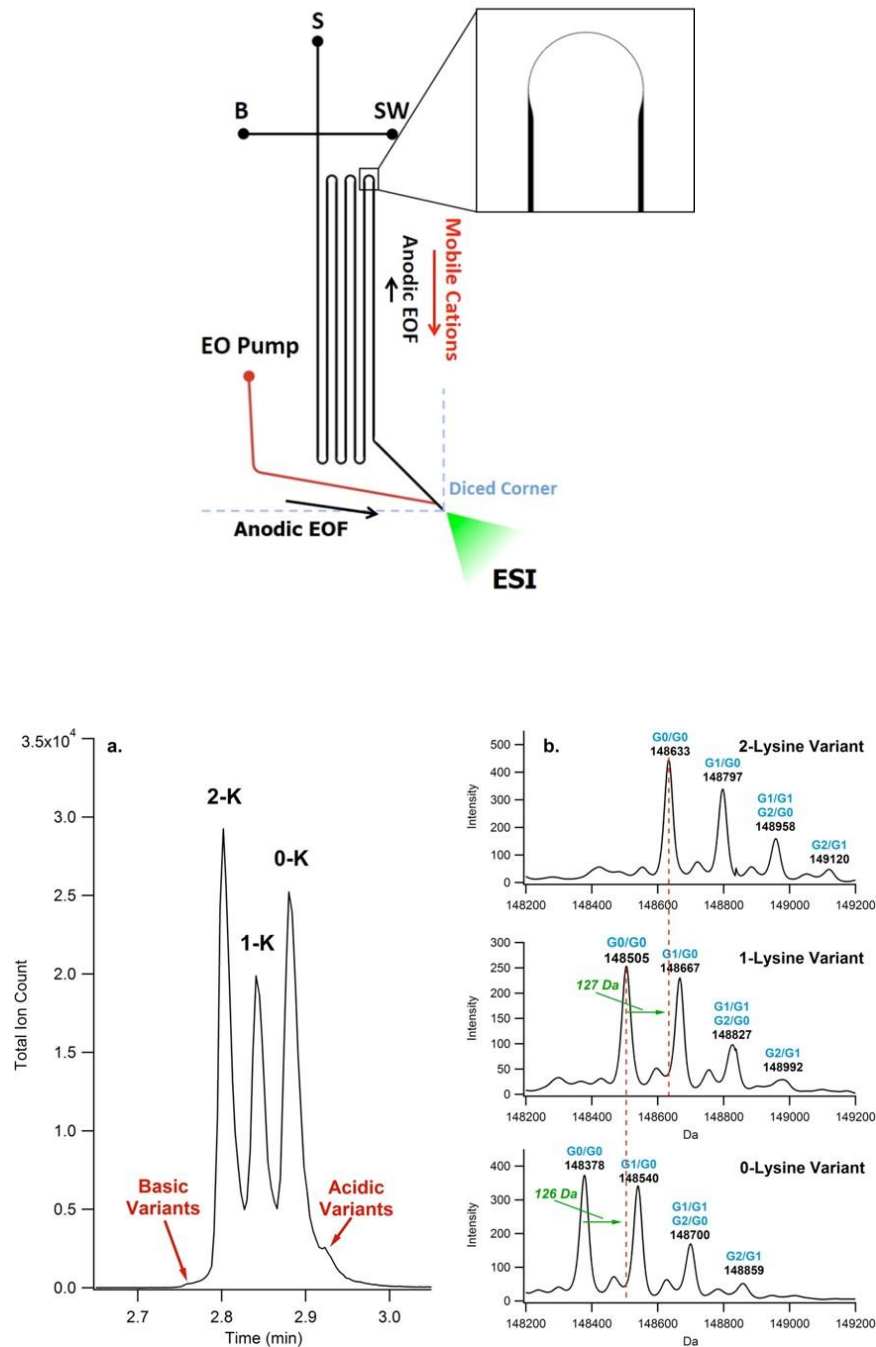 S
B
SW
Mobile Cations
Anodic EOF
EO Pump
Diced Corner
Anodic EOF
ESI
a.
3.5x10⁴
3.0
2.5
2.0
1.5
1.0
0.5
0.0
Total Ion Count
2-K
1-K
0-K
Basic
Variants
Acidic
Variants
2.7
2.8
2.9
3.0
Time (min)
b.
2-Lysine Variant
500
400
300
200
100
0
Intensity
G0/G0
148633
G1/G0
148797
G1/G1
G2/G0
148958
G2/G1
149120
148200
148400
148600
148800
149000
149200
1-Lysine Variant
300
250
200
150
100
50
0
Intensity
G0/G0
148505
G1/G0
148667
127 Da
G1/G1
G2/G0
148827
G2/G1
148992
148200
148400
148600
148800
149000
149200
Da
0-Lysine Variant
400
300
200
100
0
Intensity
G0/G0
148378
G1/G0
148540
126 Da
G1/G1
G2/G0
148700
G2/G1
148859
148200
148400
148600
148800
149000
149200
Da